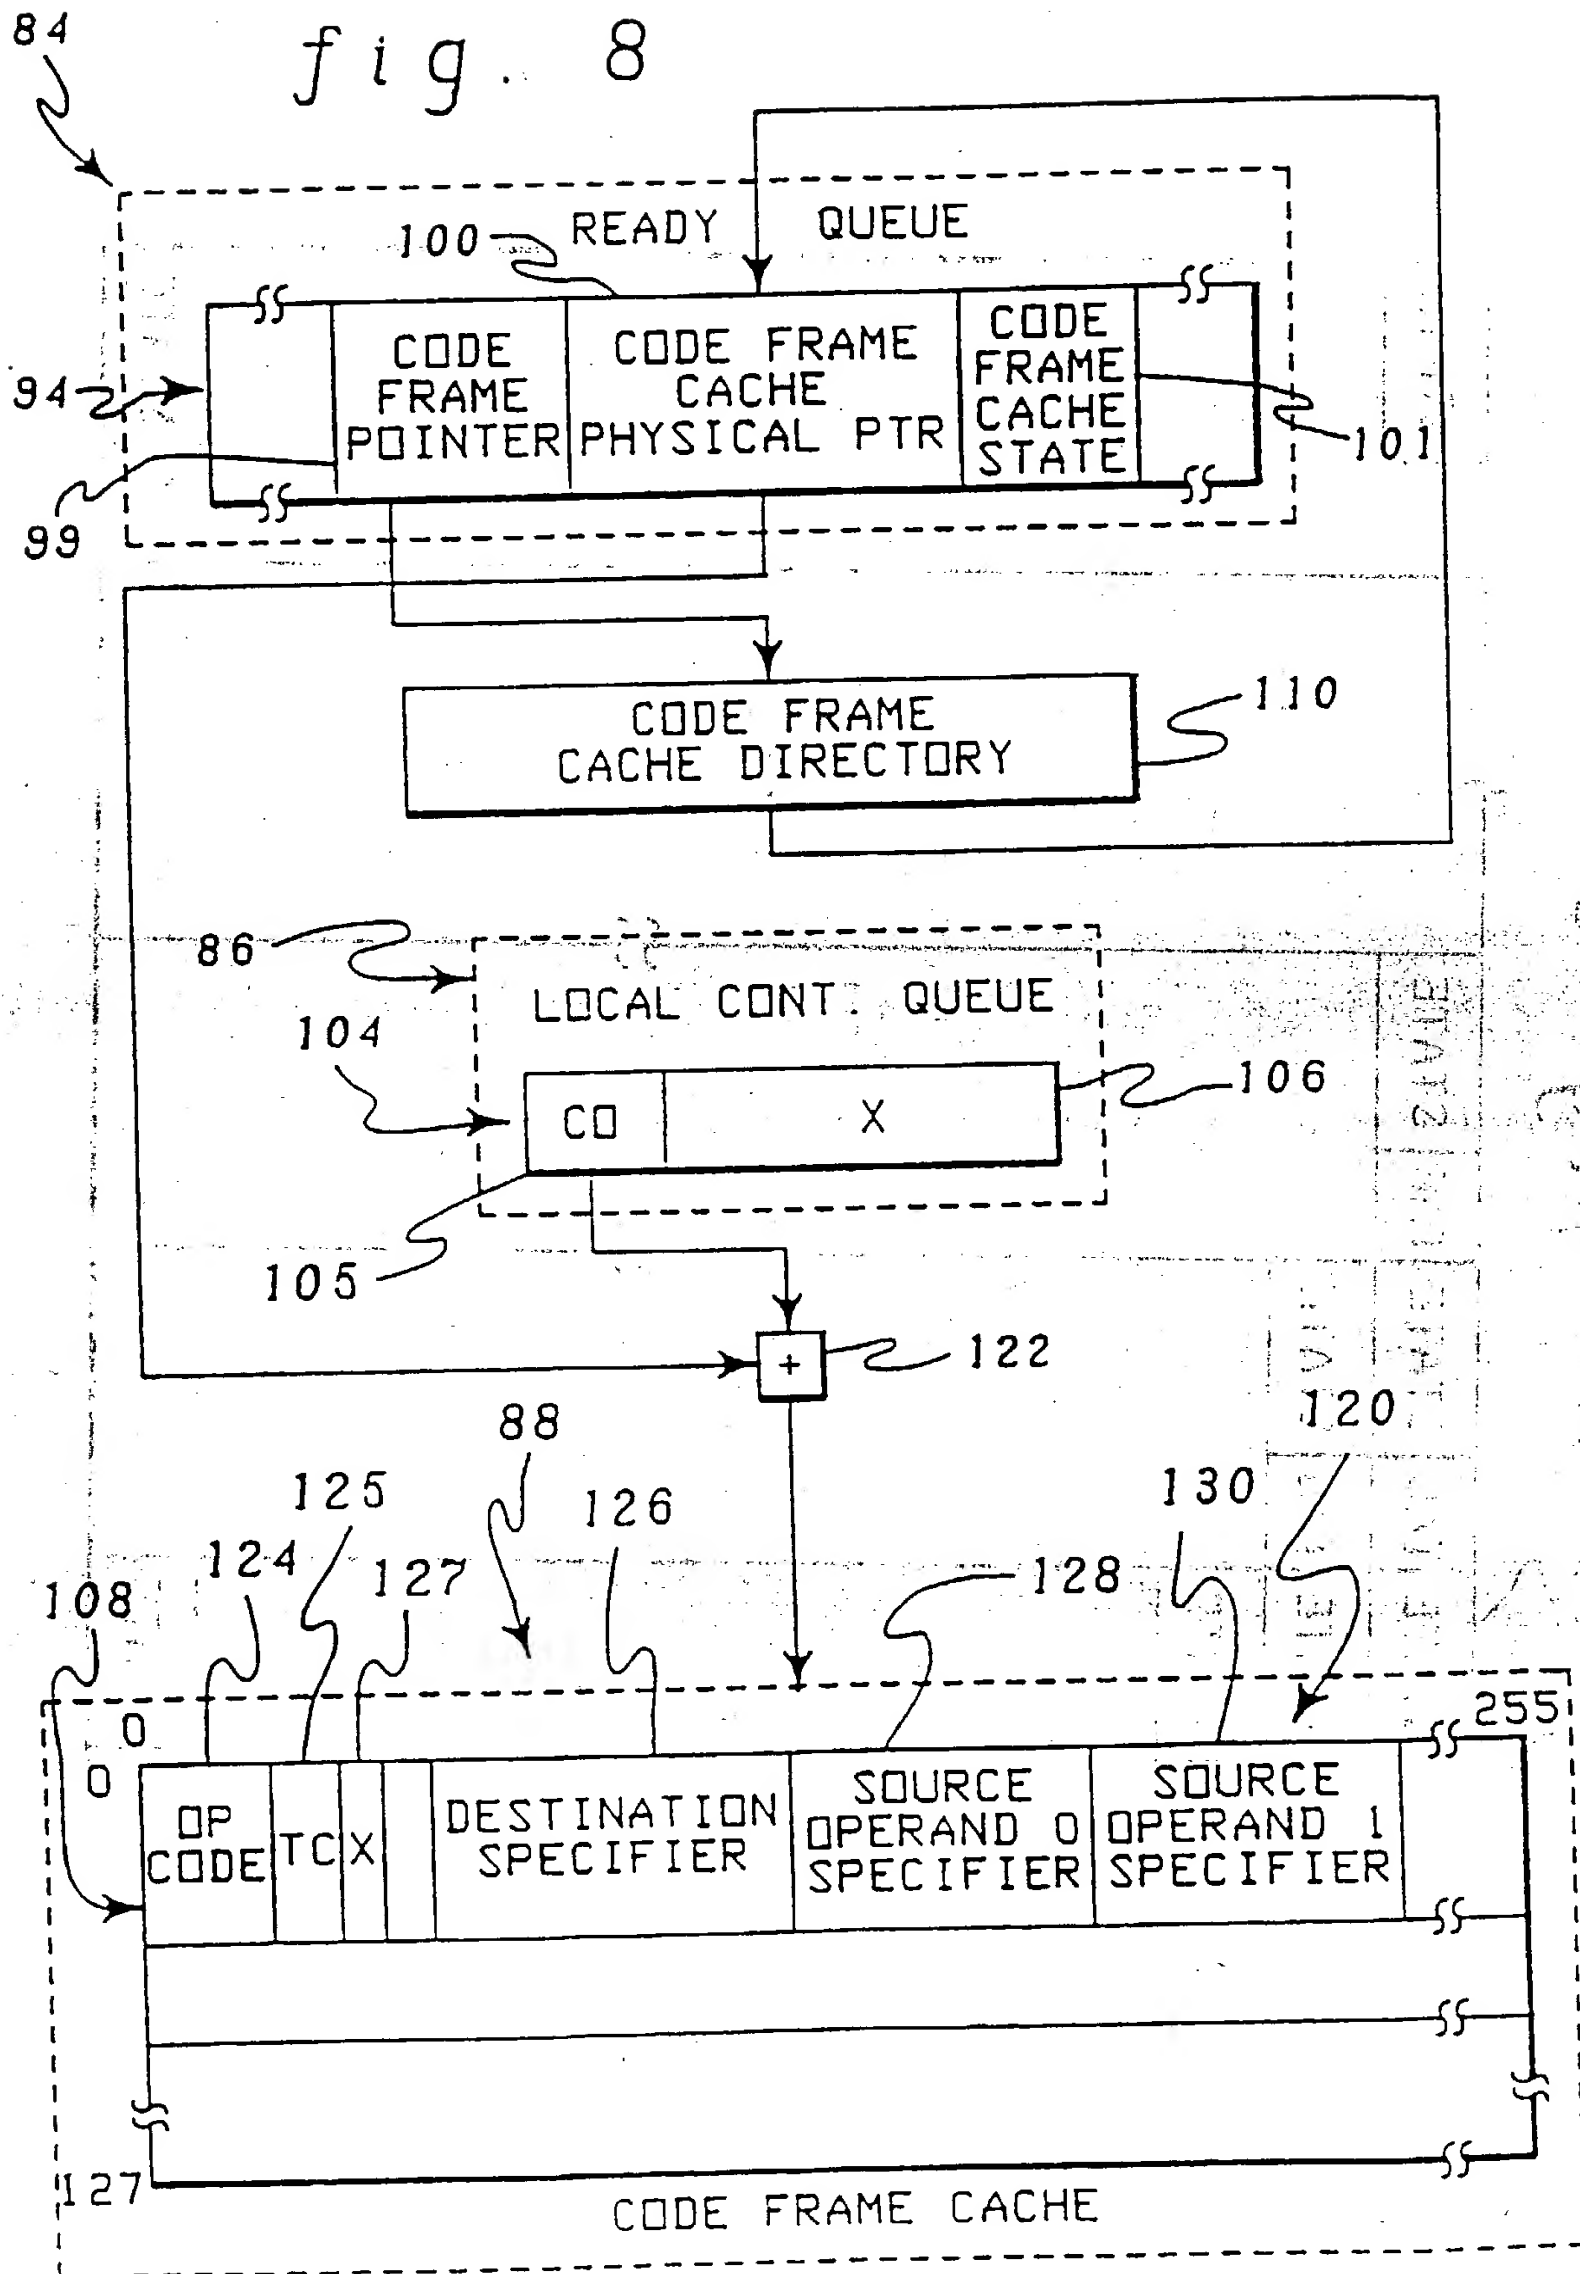 84
fig. 8
READY QUEUE
100
94
CODE
FRAME
POINTER
CODE FRAME
CACHE
PHYSICAL PTR
CODE
FRAME
CACHE
STATE
101
99
CODE FRAME
CACHE DIRECTORY
110
86
LOCAL CONT. QUEUE
104
CO
X
106
105
+
122
88
120
125
126
130
124
127
128
108
0
255
0
OP
CODE
TC
X
DESTINATION
SPECIFIER
SOURCE
OPERAND 0
SPECIFIER
SOURCE
OPERAND 1
SPECIFIER
127
CODE FRAME CACHE